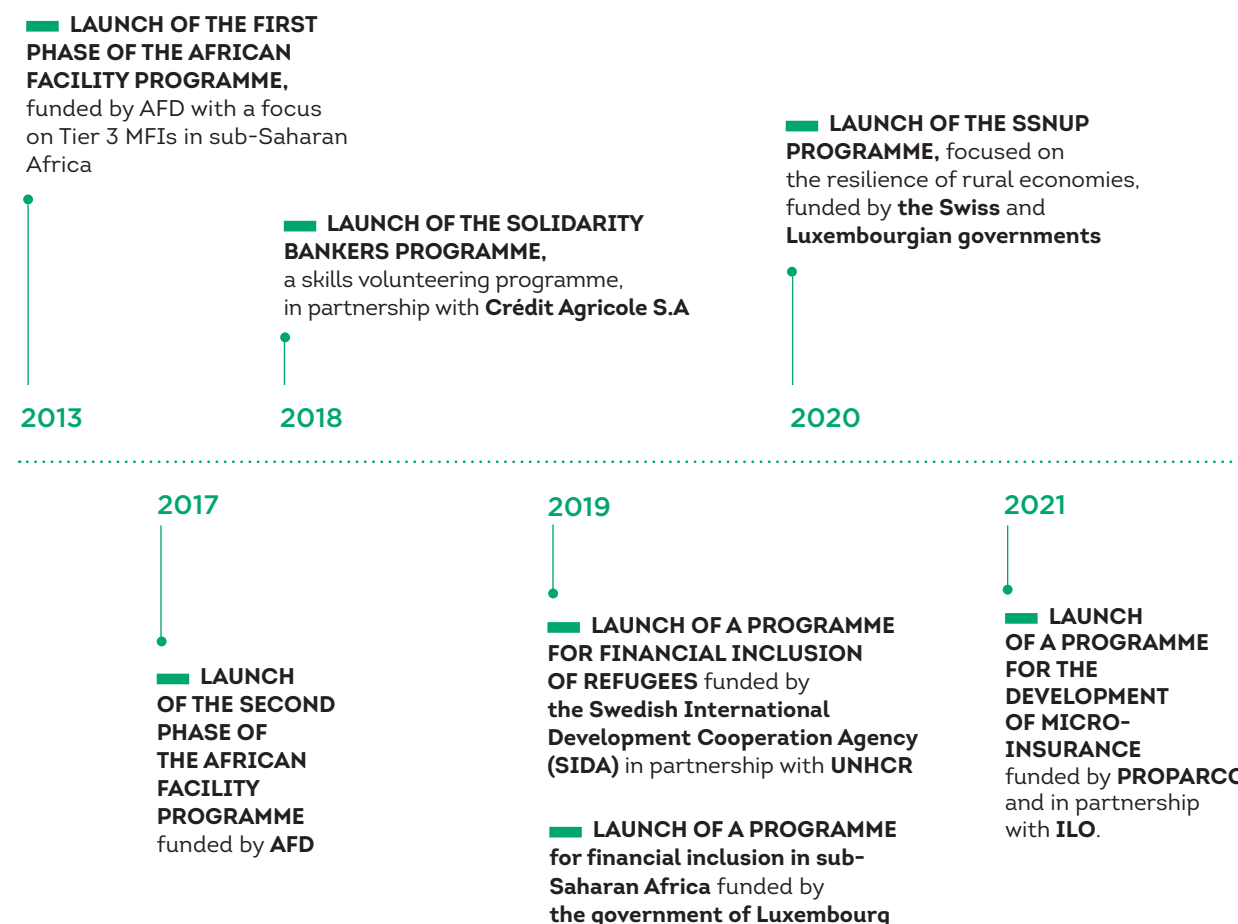 LAUNCH OF THE FIRST
PHASE OF THE AFRICAN
FACILITY PROGRAMME,
funded by AFD with a focus
on Tier 3 MFIs in sub-Saharan
Africa
LAUNCH OF THE SOLIDARITY
BANKERS PROGRAMME,
a skills volunteering programme,
in partnership with Crédit Agricole S.A
LAUNCH OF THE SSNUP
PROGRAMME, focused on
the resilience of rural economies,
funded by the Swiss and
Luxembourgian governments
2013
2018
2020
2017
2019
2021
LAUNCH
OF THE SECOND
PHASE OF
THE AFRICAN
FACILITY
PROGRAMME
funded by AFD
LAUNCH OF A PROGRAMME
FOR FINANCIAL INCLUSION
OF REFUGEES funded by
the Swedish International
Development Cooperation Agency
(SIDA) in partnership with UNHCR
LAUNCH OF A PROGRAMME
for financial inclusion in sub-
Saharan Africa funded by
the government of Luxembourg
LAUNCH
OF A PROGRAMME
FOR THE
DEVELOPMENT
OF MICRO-
INSURANCE
funded by PROPARCO
and in partnership
with ILO.